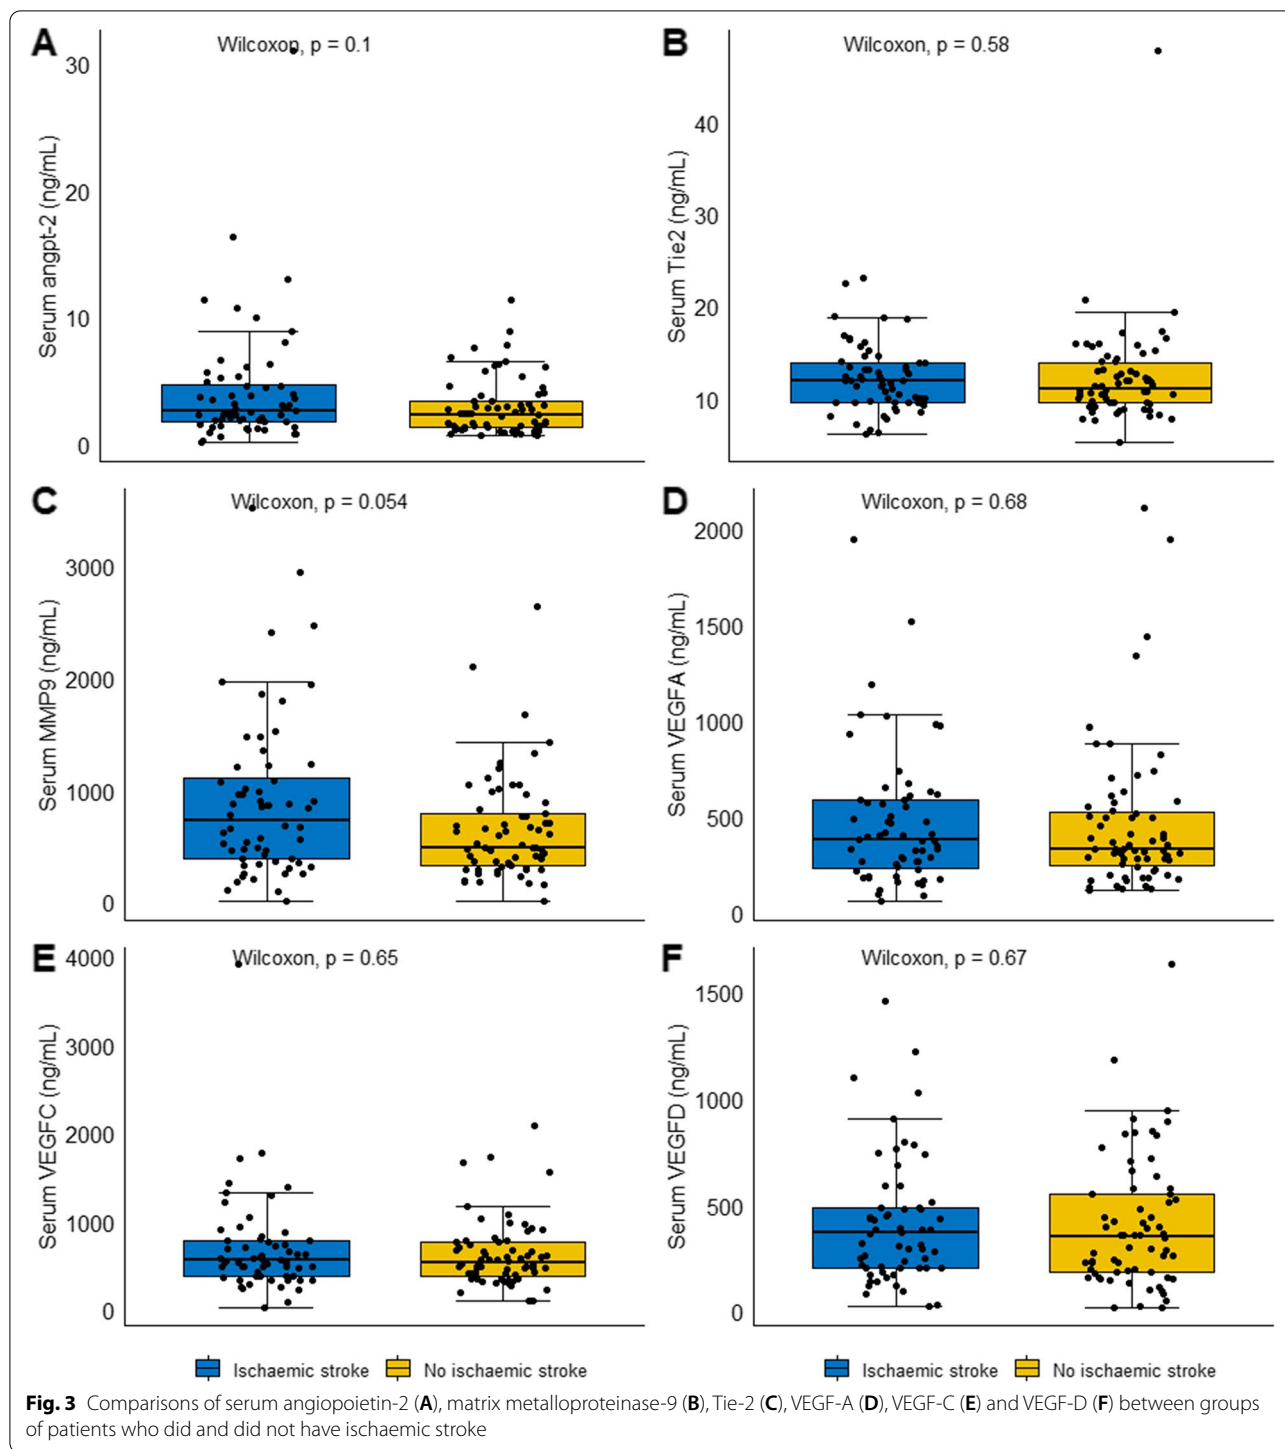 A
Wilcoxon, p = 0.1
Serum angpt-2 (ng/mL)
30
20
10
0
B
Wilcoxon, p = 0.58
Serum Tie2 (ng/mL)
40
30
20
10
C
Wilcoxon, p = 0.054
Serum MMP9 (ng/mL)
3000
2000
1000
0
D
Wilcoxon, p = 0.68
Serum VEGFA (ng/mL)
2000
1500
1000
500
0
E
Wilcoxon, p = 0.65
Serum VEGFC (ng/mL)
4000
3000
2000
1000
0
F
Wilcoxon, p = 0.67
Serum VEGFD (ng/mL)
1500
1000
500
0
Ischaemic stroke No ischaemic stroke
Ischaemic stroke No ischaemic stroke
Fig. 3 Comparisons of serum angiopoietin-2 (A), matrix metalloproteinase-9 (B), Tie-2 (C), VEGF-A (D), VEGF-C (E) and VEGF-D (F) between groups
of patients who did and did not have ischaemic stroke